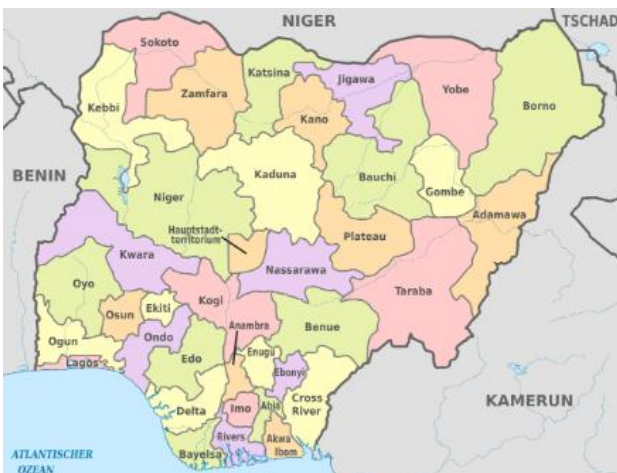 NIGER
TSCHAD
Sokoto
Katsina
Jigawa
Yobe
Borno
Zamfara
Kebbi
Kano
BENIN
Kaduna
Bauchi
Gombe
Niger
Adamawa
Hauptstadt-
territorium
Plateau
Kwara
Nassarawa
Oyo
Kogi
Taraba
Osun
Ekiti
Anambra
Benue
Ogun
Ondo
Enugu
Edo
Lagos
Ebonyi
Cross
River
KAMERUN
Delta
Imo
Abia
Rivers
Akwa
Ibom
Bayelsa
ATLANTISCHER
OZEAN